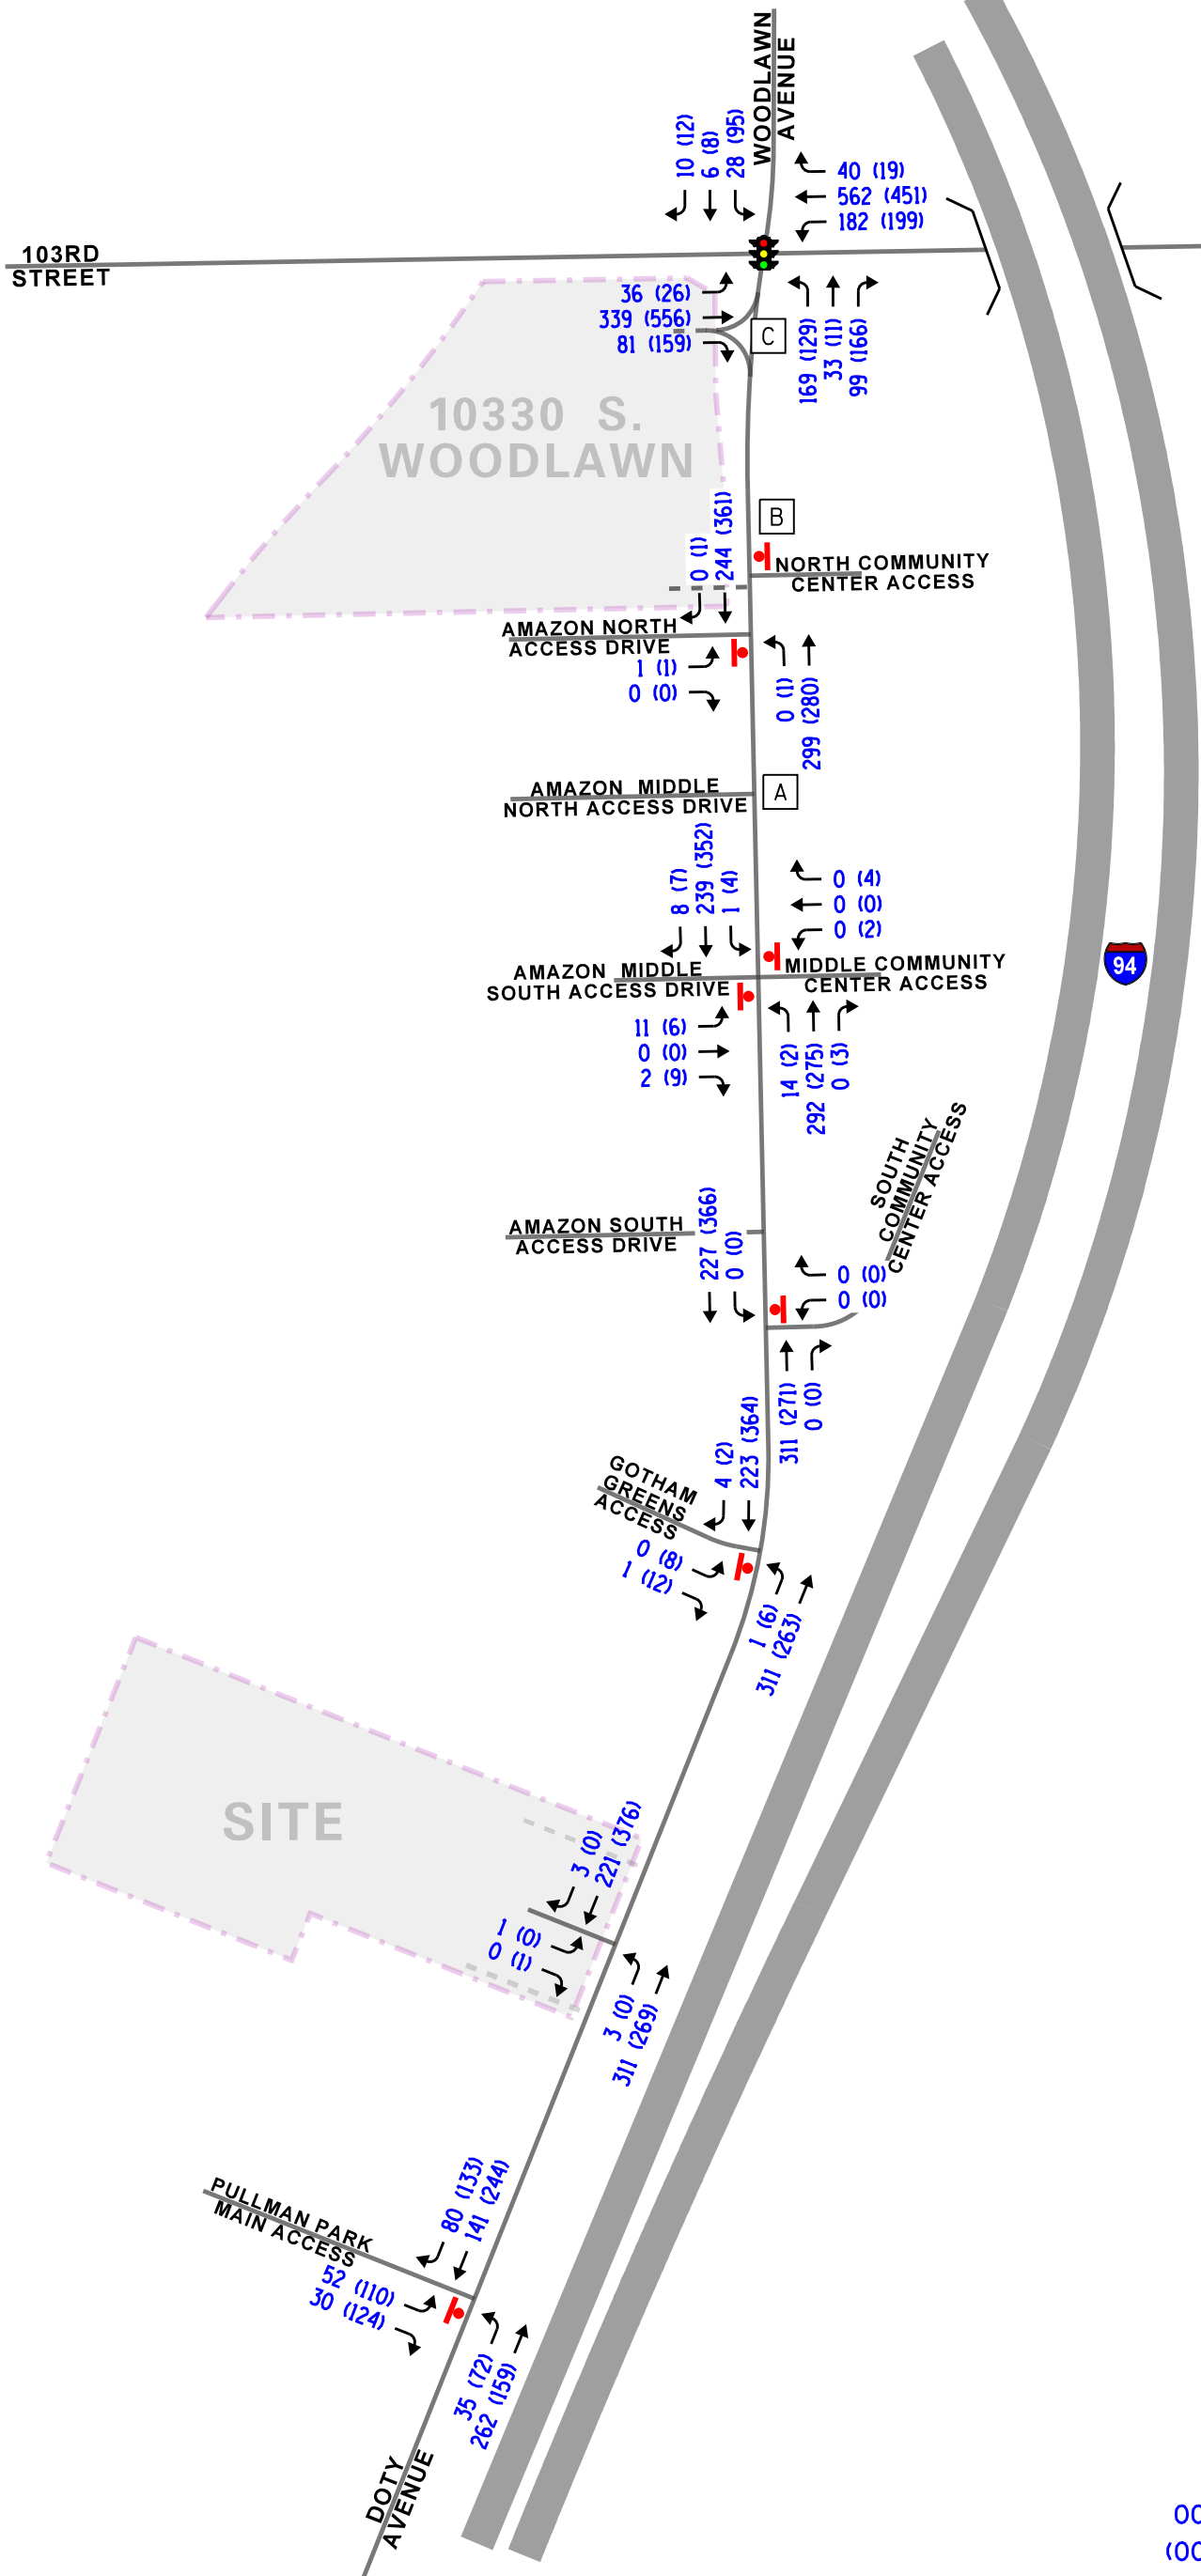 WOODLAWN
AVENUE
10 (12)
6 (8)
28 (95)
40 (19)
562 (451)
182 (199)
103RD
STREET
36 (26)
339 (556)
81 (159)
C
169 (129)
33 (11)
99 (166)
10330 S.
WOODLAWN
B
0 (1)
244 (361)
NORTH COMMUNITY
CENTER ACCESS
AMAZON NORTH
ACCESS DRIVE
1 (1)
0 (0)
0 (1)
299 (280)
AMAZON MIDDLE
NORTH ACCESS DRIVE
A
8 (7)
239 (352)
1 (4)
0 (4)
0 (0)
0 (2)
AMAZON MIDDLE
SOUTH ACCESS DRIVE
MIDDLE COMMUNITY
CENTER ACCESS
94
11 (6)
0 (0)
2 (9)
14 (2)
292 (275)
0 (3)
SOUTH
COMMUNITY
CENTER ACCESS
AMAZON SOUTH
ACCESS DRIVE
227 (366)
0 (0)
0 (0)
0 (0)
311 (271)
0 (0)
4 (2)
223 (364)
GOTHAM
GREENS
ACCESS
0 (8)
1 (12)
1 (6)
311 (263)
SITE
3 (0)
221 (376)
1 (0)
0 (1)
3 (0)
311 (269)
80 (133)
141 (244)
PULLMAN PARK
MAIN ACCESS
52 (110)
30 (124)
35 (72)
262 (159)
DOTY
AVENUE
00
(00